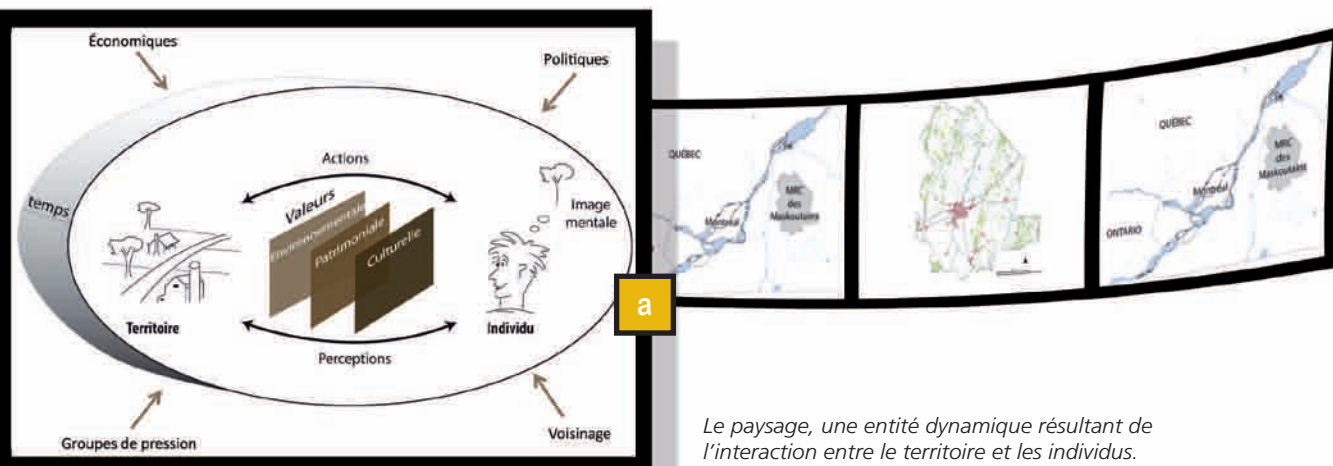 Économiques
Politiques
temps
Actions
Valeurs
Environnementale
Patrimoniale
Culturelle
Image
mentale
Territoire
Individu
Perceptions
Groupes de pression
Voisinage
a
QUÉBEC
Montréal
MRC
des
Maskoutains
QUÉBEC
Montréal
MRC
des
Maskoutains
ONTARIO
Le paysage, une entité dynamique résultant de
l’interaction entre le territoire et les individus.